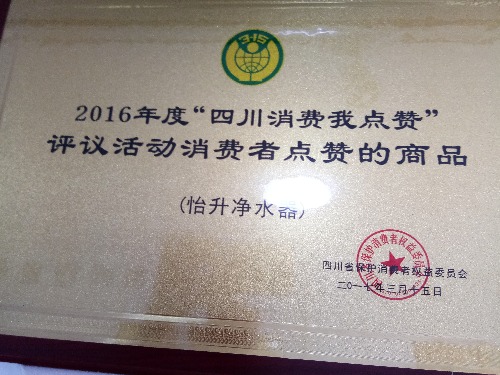 3·15
2016年度“四川消费我点赞”
评议活动消费者点赞的商品
(怡升净水器)
四川省保护消费者权益委员会
二〇一七年三月十五日